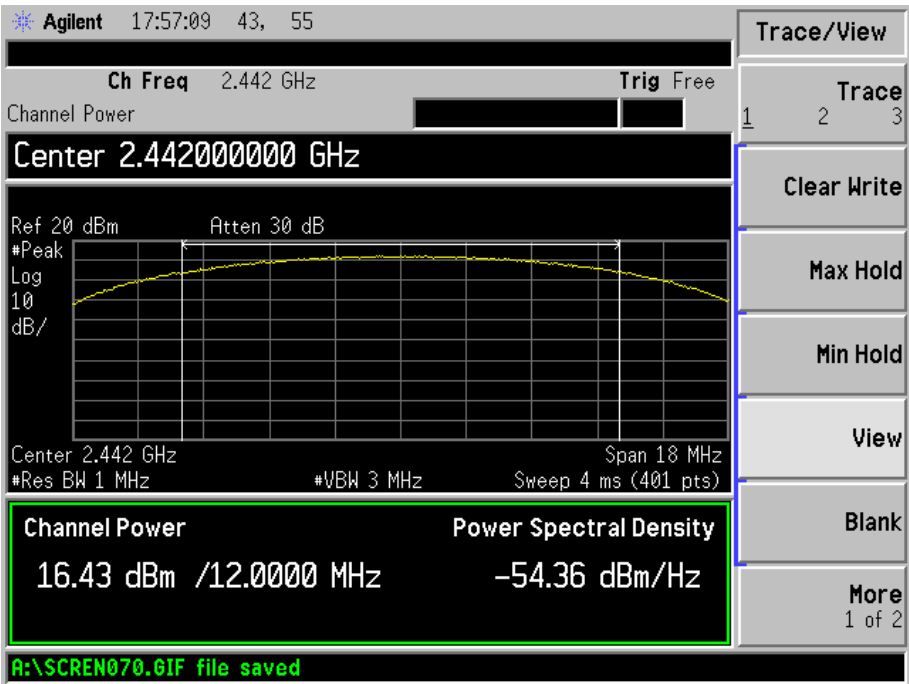 Agilent 17:57:09 43, 55
Trace/View
Ch Freq 2.442 GHz Trig Free
Channel Power
Trace
1 2 3
Center 2.442000000 GHz
Clear Write
Ref 20 dBm Atten 30 dB
#Peak
Log
10
dB/
Max Hold
Min Hold
View
Center 2.442 GHz Span 18 MHz
#Res BW 1 MHz #VBW 3 MHz Sweep 4 ms (401 pts)
Channel Power Power Spectral Density
16.43 dBm /12.0000 MHz -54.36 dBm/Hz
Blank
More
1 of 2
A:\SCREN070.GIF file saved